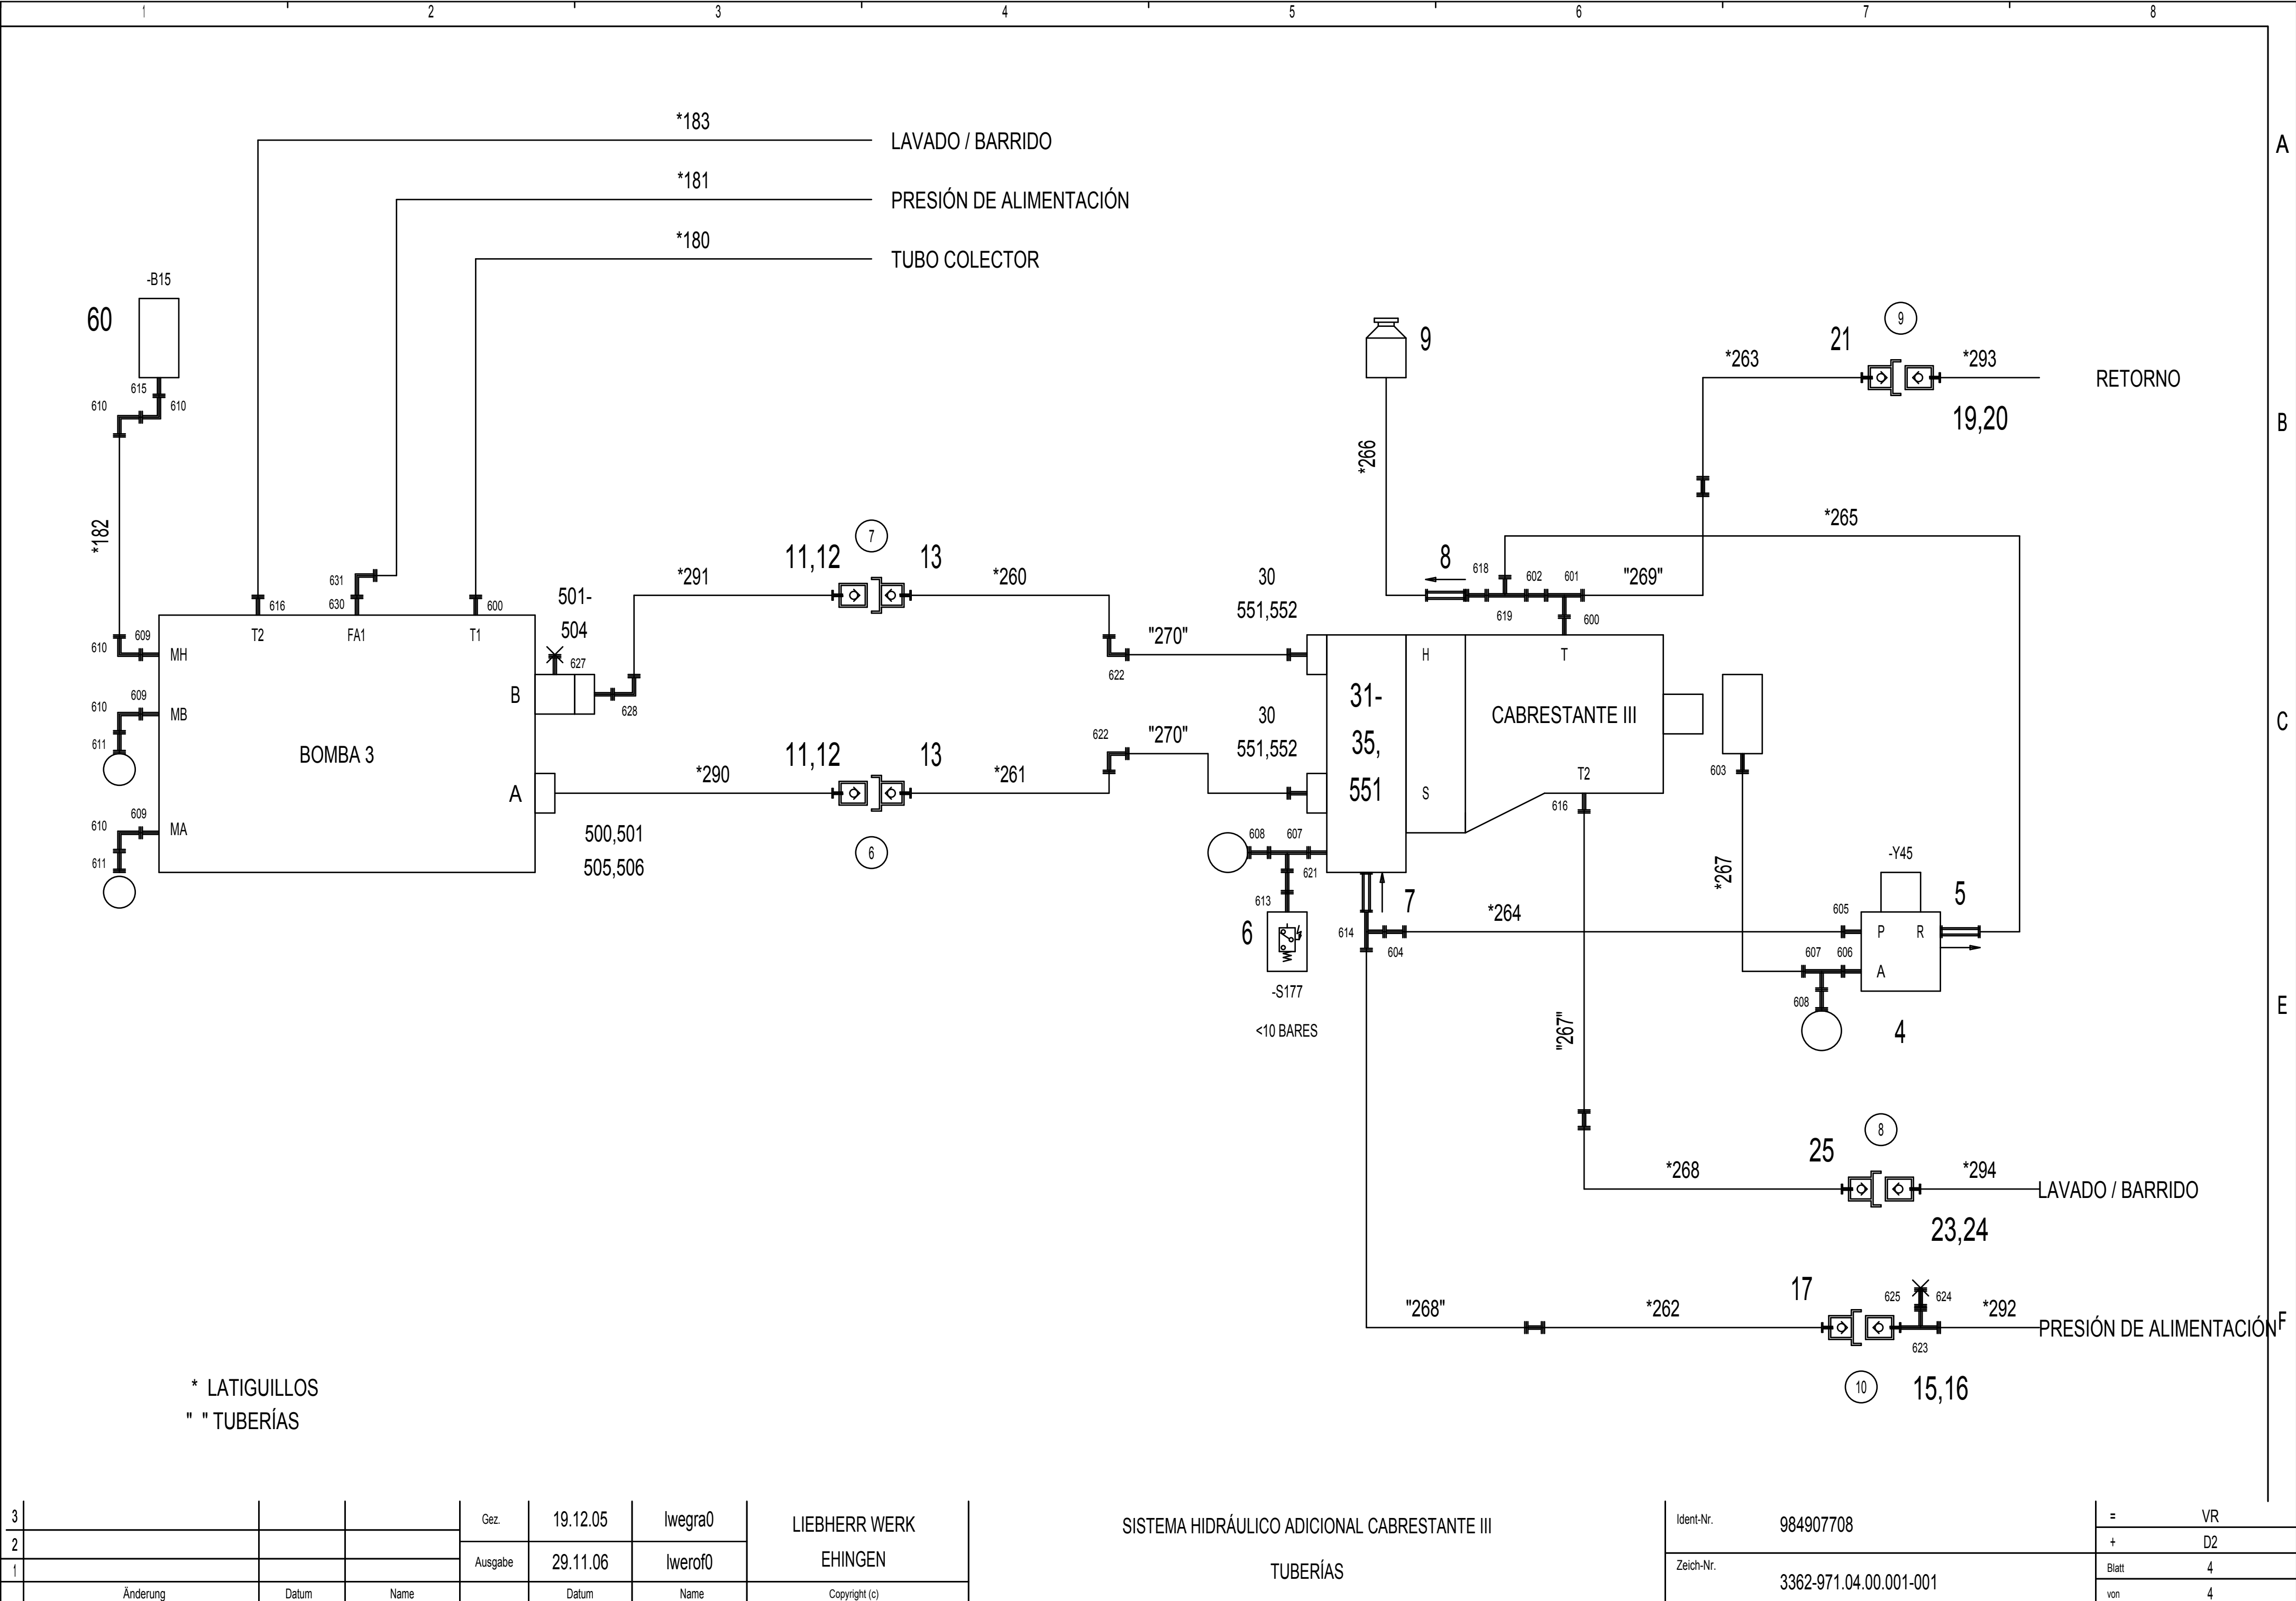 1 2 3 4 5 6 7 8
*183
LAVADO / BARRIDO
A
*181
PRESIÓN DE ALIMENTACIÓN
*180
TUBO COLECTOR
-B15
60
615
610 610
*182
9
*266
21
9
*263
*293
RETORNO
19,20
B
*265
7
11,12 13
*291
*260
"270"
622
30
551,552
8
618 602 601
"269"
619 600
631
616 630 600
T2 FA1 T1
501-
504
627
628
609
610
MH
609
610
MB
611
609
610
MA
611
BOMBA 3
B
A
*290
500,501
505,506
11,12 13
6
*261
622
"270"
30
551,552
31-
35,
551
H
S
T
CABRESTANTE III
T2
616
603
C
608 607
621
613
6
-S177
<10 BARES
7
614
604
*264
*267
-Y45
5
605
P R
607 606
A
608
4
E
"267"
8
25
*268
*294
LAVADO / BARRIDO
23,24
17
625 624
"268"
*262
*292
PRESIÓN DE ALIMENTACIÓN
F
623
10
15,16
* LATIGUILLOS
" " TUBERÍAS
3
2
1
Änderung Datum Name
Gez. 19.12.05 lwegra0
Ausgabe 29.11.06 lwerof0
Datum Name
LIEBHERR WERK
EHINGEN
Copyright (c)
SISTEMA HIDRÁULICO ADICIONAL CABRESTANTE III
TUBERÍAS
Ident-Nr. 984907708
Zeich-Nr. 3362-971.04.00.001-001
= VR
+ D2
Blatt 4
von 4